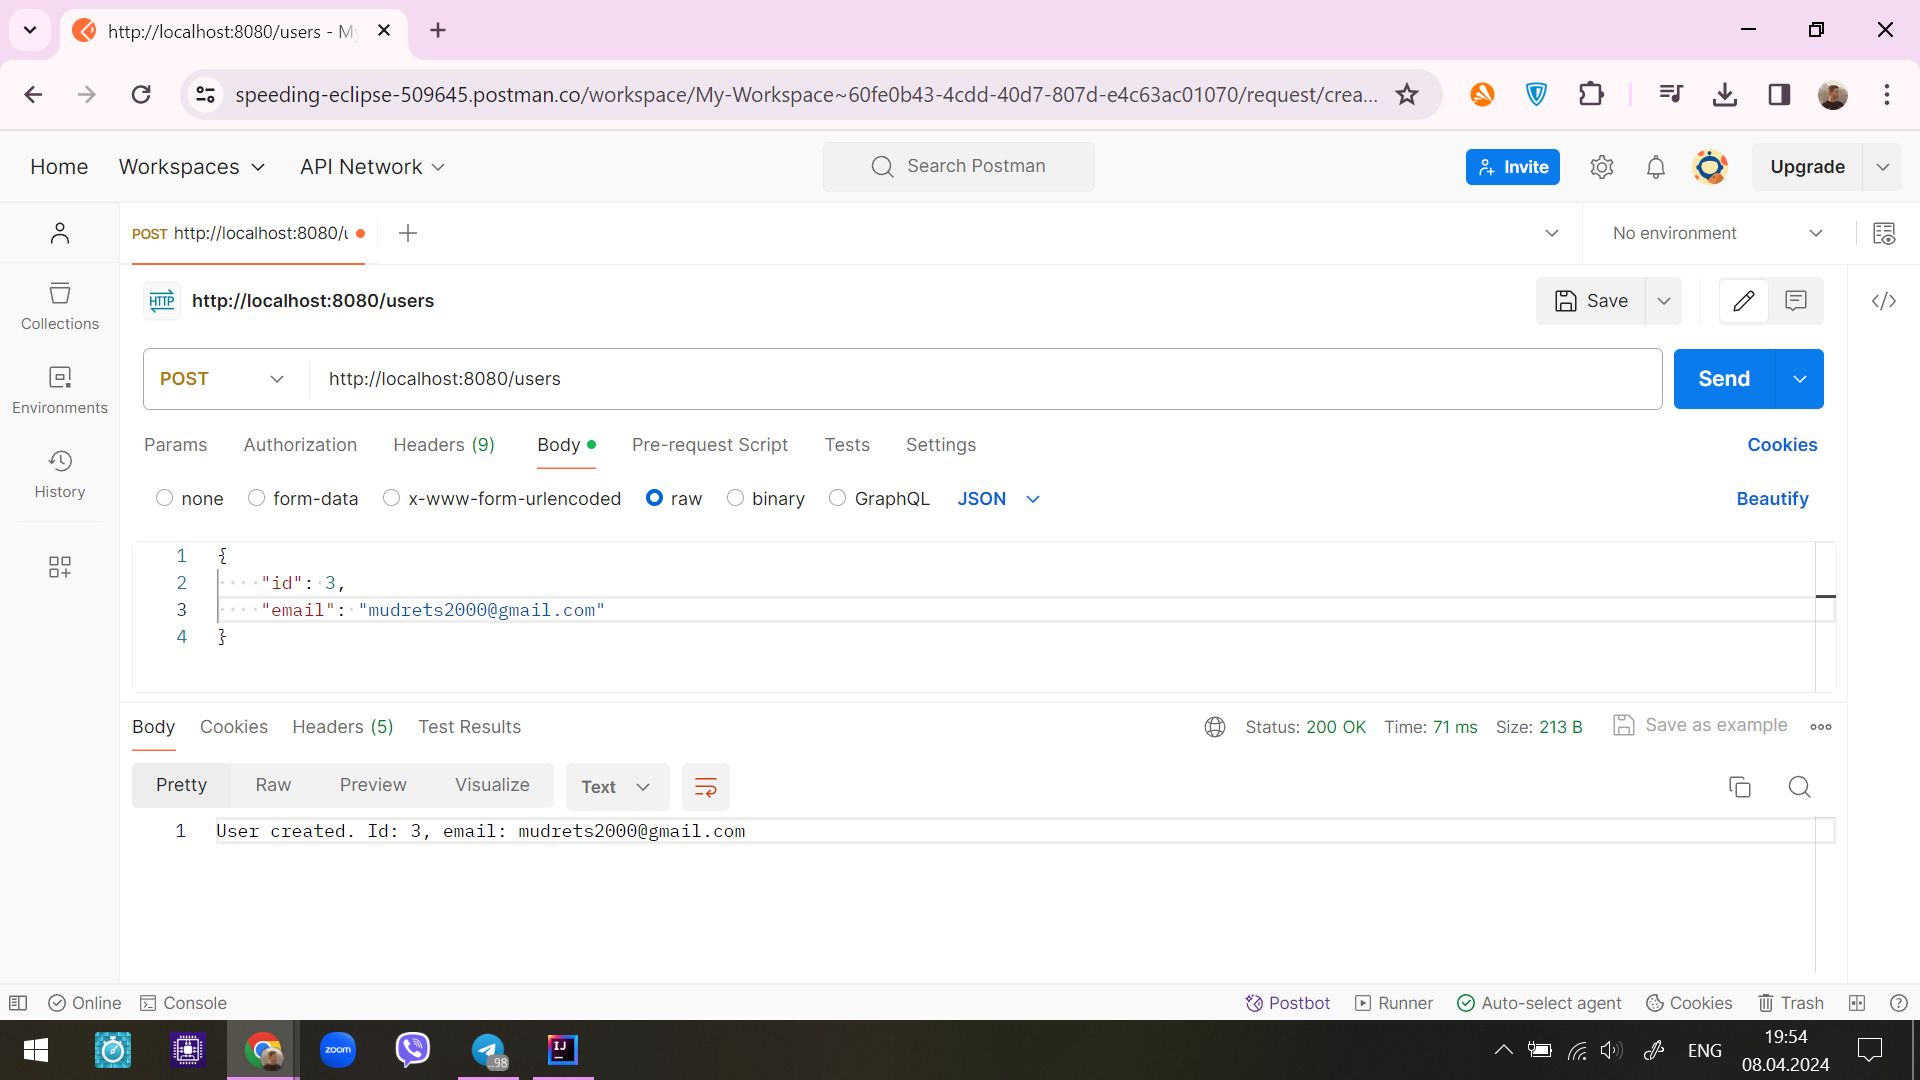 http://localhost:8080/users - My
speeding-eclipse-509645.postman.co/workspace/My-Workspace~60fe0b43-4cdd-40d7-807d-e4c63ac01070/request/crea...
Home Workspaces API Network Search Postman Invite Upgrade
POST http://localhost:8080/u No environment
HTTP http://localhost:8080/users Save
Collections
POST http://localhost:8080/users Send
Environments
Params Authorization Headers (9) Body Pre-request Script Tests Settings Cookies
History
none form-data x-www-form-urlencoded raw binary GraphQL JSON Beautify
1 {
2 "id": 3,
3 "email": "mudrets2000@gmail.com"
4 }
Body Cookies Headers (5) Test Results Status: 200 OK Time: 71 ms Size: 213 B Save as example
Pretty Raw Preview Visualize Text
1 User created. Id: 3, email: mudrets2000@gmail.com
Online Console Postbot Runner Auto-select agent Cookies Trash
zoom ..98 IJ ENG 19:54
08.04.2024